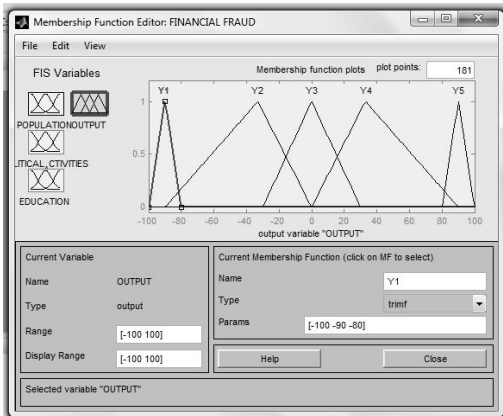 Membership Function Editor: FINANCIAL FRAUD
File Edit View
FIS Variables
POPULATION OUTPUT
LITICAL_CTIVITIES
EDUCATION
Membership function plots
plot points: 181
Y1 Y2 Y3 Y4 Y5
1
0.5
0
-100 -80 -60 -40 -20 0 20 40 60 80 100
output variable "OUTPUT"
Current Variable
Name OUTPUT
Type output
Range [-100 100]
Display Range [-100 100]
Current Membership Function (click on MF to select)
Name Y1
Type trimf
Params [-100 -90 -80]
Help Close
Selected variable "OUTPUT"